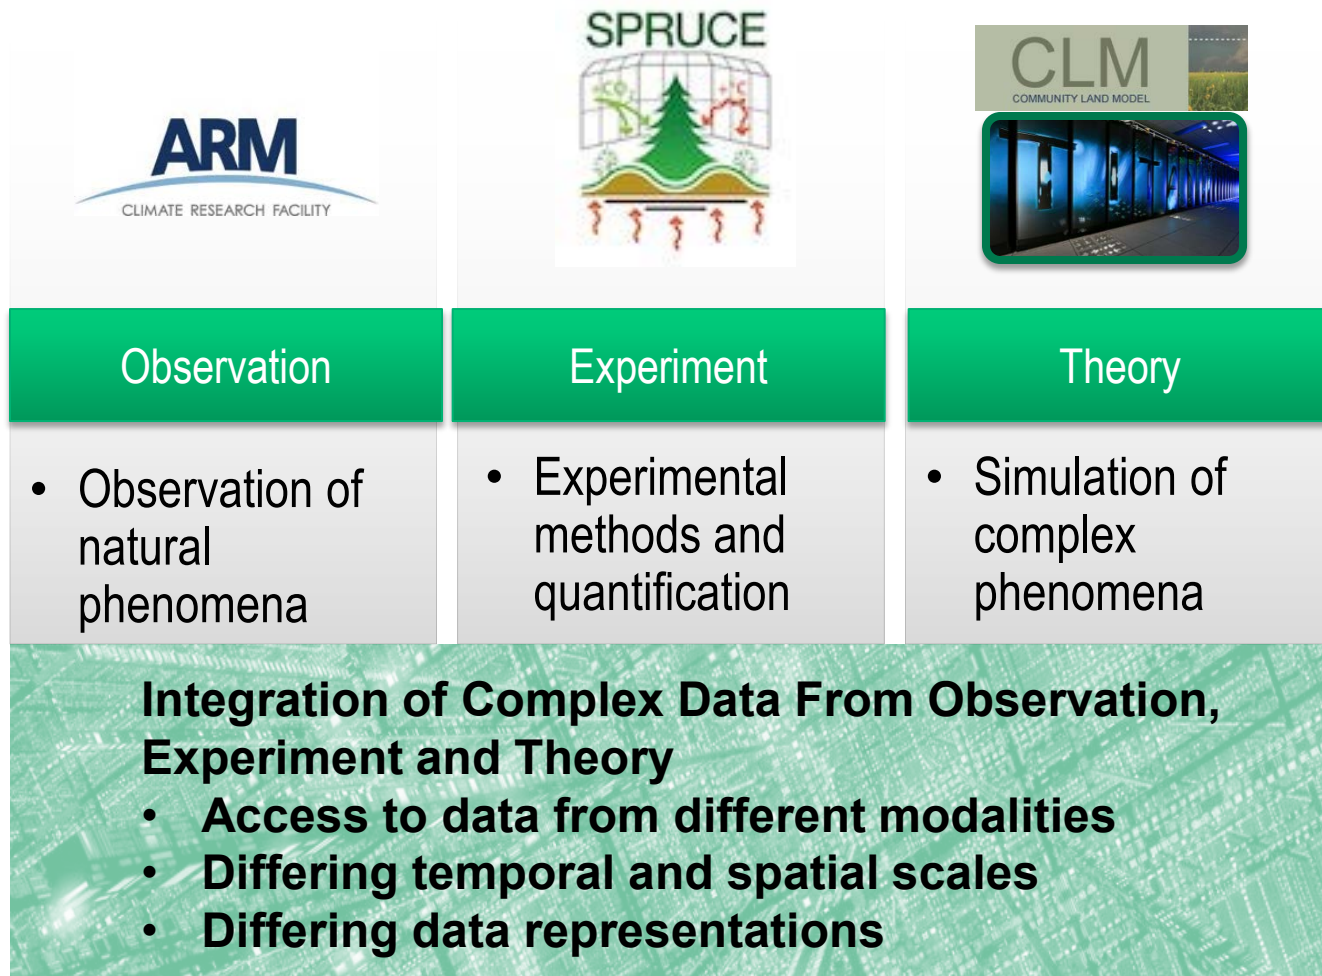 SPRUCE
+CO₂
+°C
CLM
COMMUNITY LAND MODEL
TITAN
ARM
CLIMATE RESEARCH FACILITY
Observation
Experiment
Theory
• Observation of
natural
phenomena
• Experimental
methods and
quantification
• Simulation of
complex
phenomena
Integration of Complex Data From Observation,
Experiment and Theory
• Access to data from different modalities
• Differing temporal and spatial scales
• Differing data representations